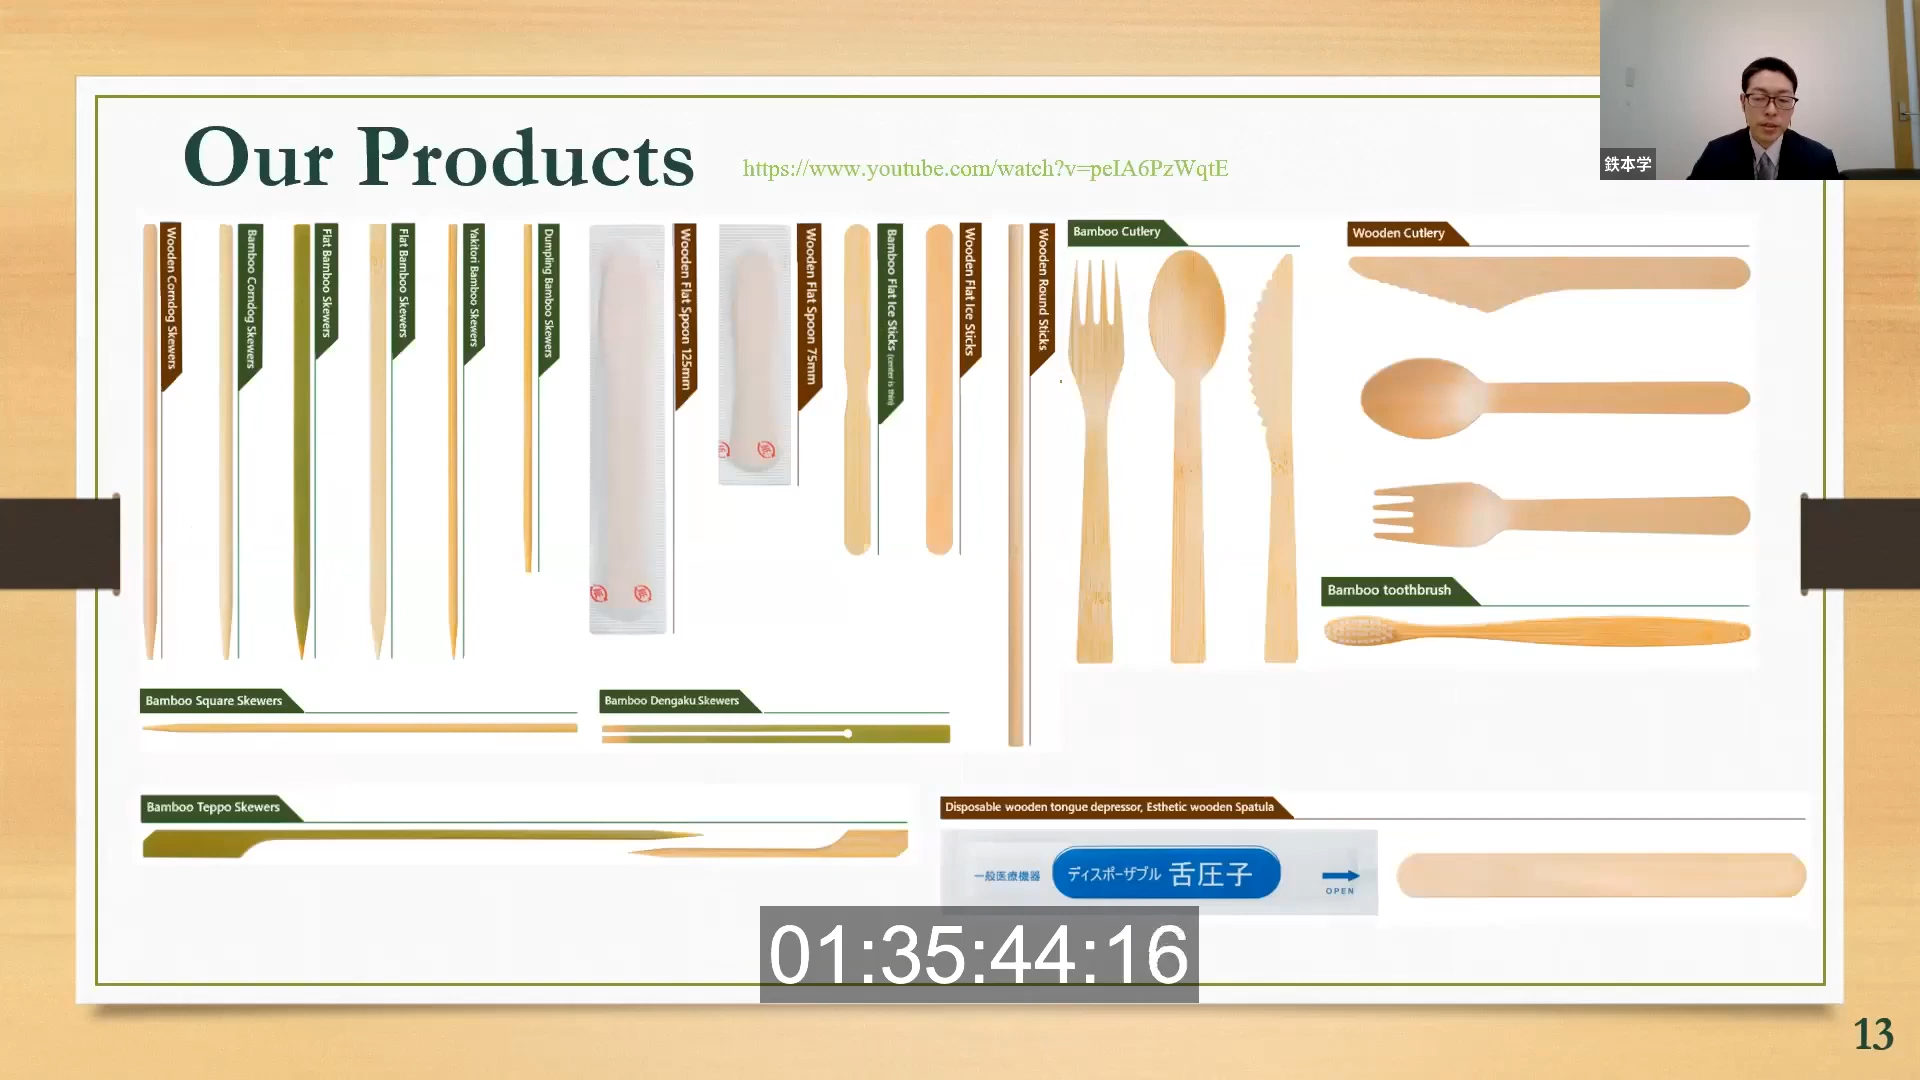 Our Products
https://www.youtube.com/watch?v=peIA6PzWqtE
鉄本学
Wooden Corndog Skewers
Bamboo Corndog Skewers
Flat Bamboo Skewers
Flat Bamboo Skewers
Yakitori Bamboo Skewers
Dumpling Bamboo Skewers
Wooden Flat Spoon 125mm
Wooden Flat Spoon 75mm
Bamboo Flat Ice Sticks (center is thin)
Wooden Flat Ice Sticks
Wooden Round Sticks
Bamboo Cutlery
Wooden Cutlery
Bamboo toothbrush
Bamboo Square Skewers
Bamboo Dengaku Skewers
Bamboo Teppo Skewers
Disposable wooden tongue depressor, Esthetic wooden Spatula
一般医療機器
ディスポーザブル 舌圧子
OPEN
01:35:44:16
13